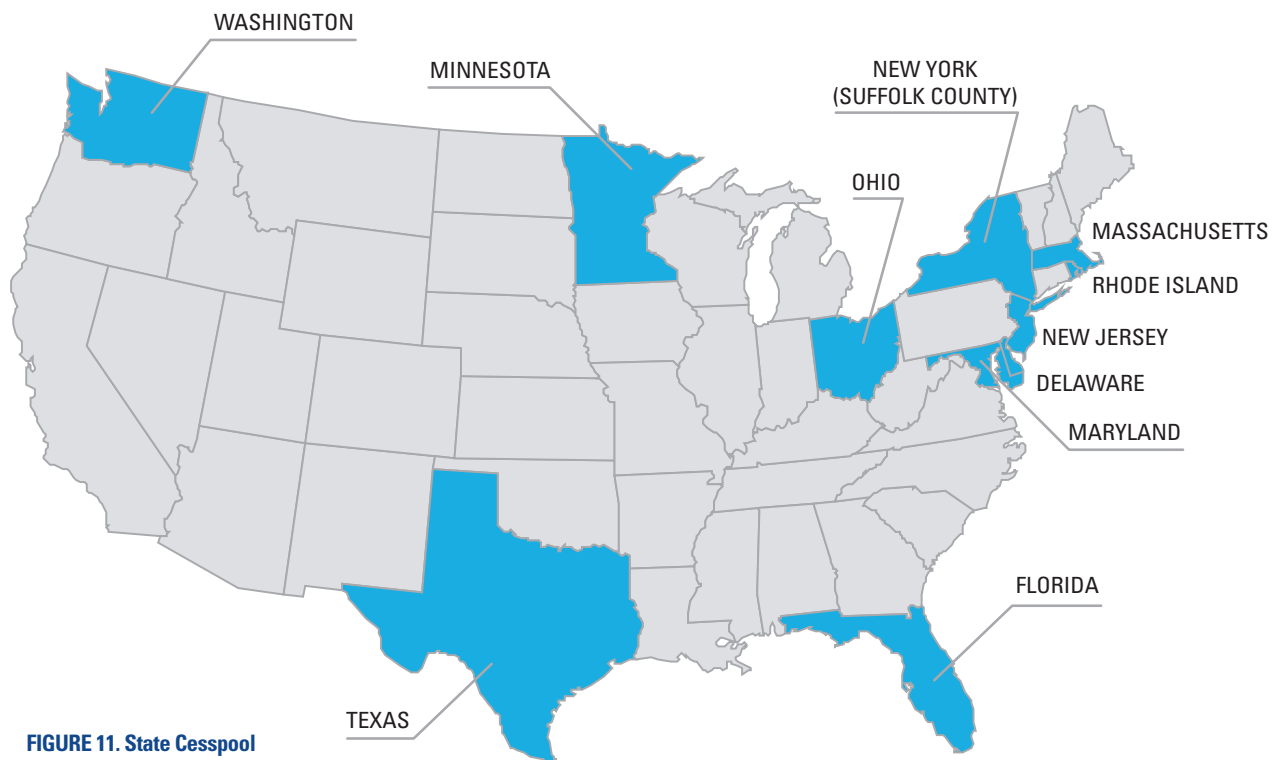 WASHINGTON
MINNESOTA
NEW YORK
(SUFFOLK COUNTY)
OHIO
MASSACHUSETTS
RHODE ISLAND
NEW JERSEY
DELAWARE
MARYLAND
FLORIDA
TEXAS
FIGURE 11. State Cesspool